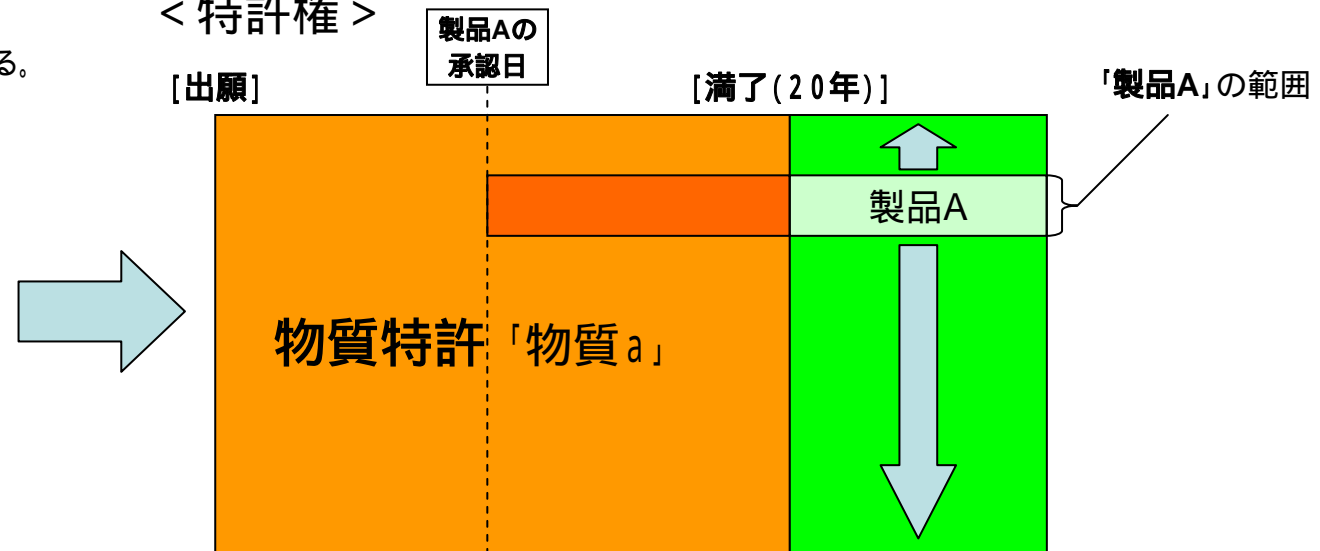 ＜特許権＞
る。
製品Aの
承認日
[出願]
[満了(20年)]
「製品A」の範囲
製品A
物質特許「物質a」